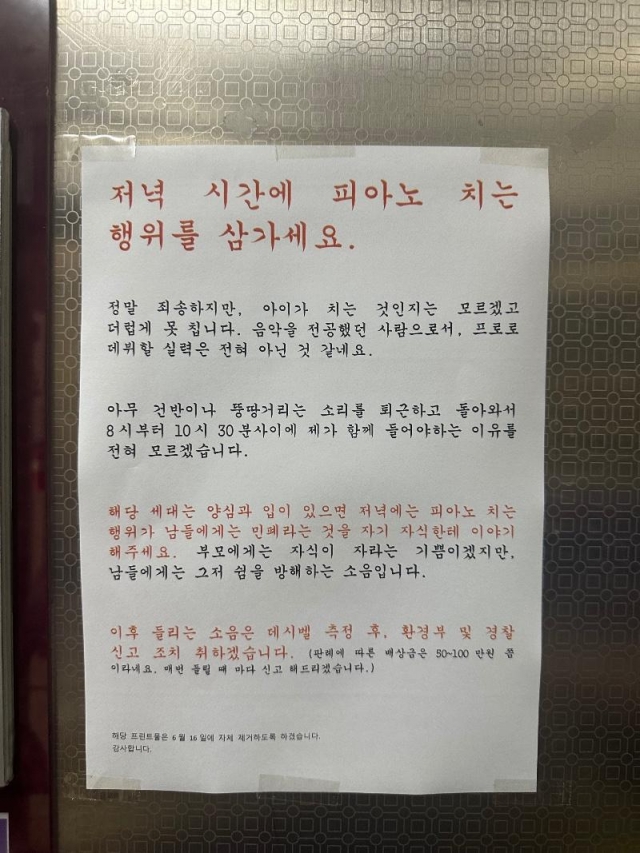 저녁 시간에 피아노 치는
행위를 삼가세요.
정말 죄송하지만, 아이가 치는 것인지는 모르겠고
더럽게 못 칩니다. 음악을 전공했던 사람으로서, 프로로
데뷔할 실력은 전혀 아닌 것 같네요.
아무 건반이나 뚱땅거리는 소리를 퇴근하고 돌아와서
8시부터 10시 30분사이에 제가 함께 들어야하는 이유를
전혀 모르겠습니다.
해당 세대는 양심과 입이 있으면 저녁에는 피아노 치는
행위가 남들에게는 민폐라는 것을 자기 자식한테 이야기
해주세요. 부모에게는 자식이 자라는 기쁨이겠지만,
남들에게는 그저 쉼을 방해하는 소음입니다.
이후 들리는 소음은 데시벨 측정 후, 환경부 및 경찰
신고 조치 취하겠습니다. (판례에 따른 배상금은 50~100 만원 쯤
이라네요. 매번 들릴 때 마다 신고 해드리겠습니다.)
해당 프린트물은 6월 16일에 자체 제거하도록 하겠습니다.
감사합니다.